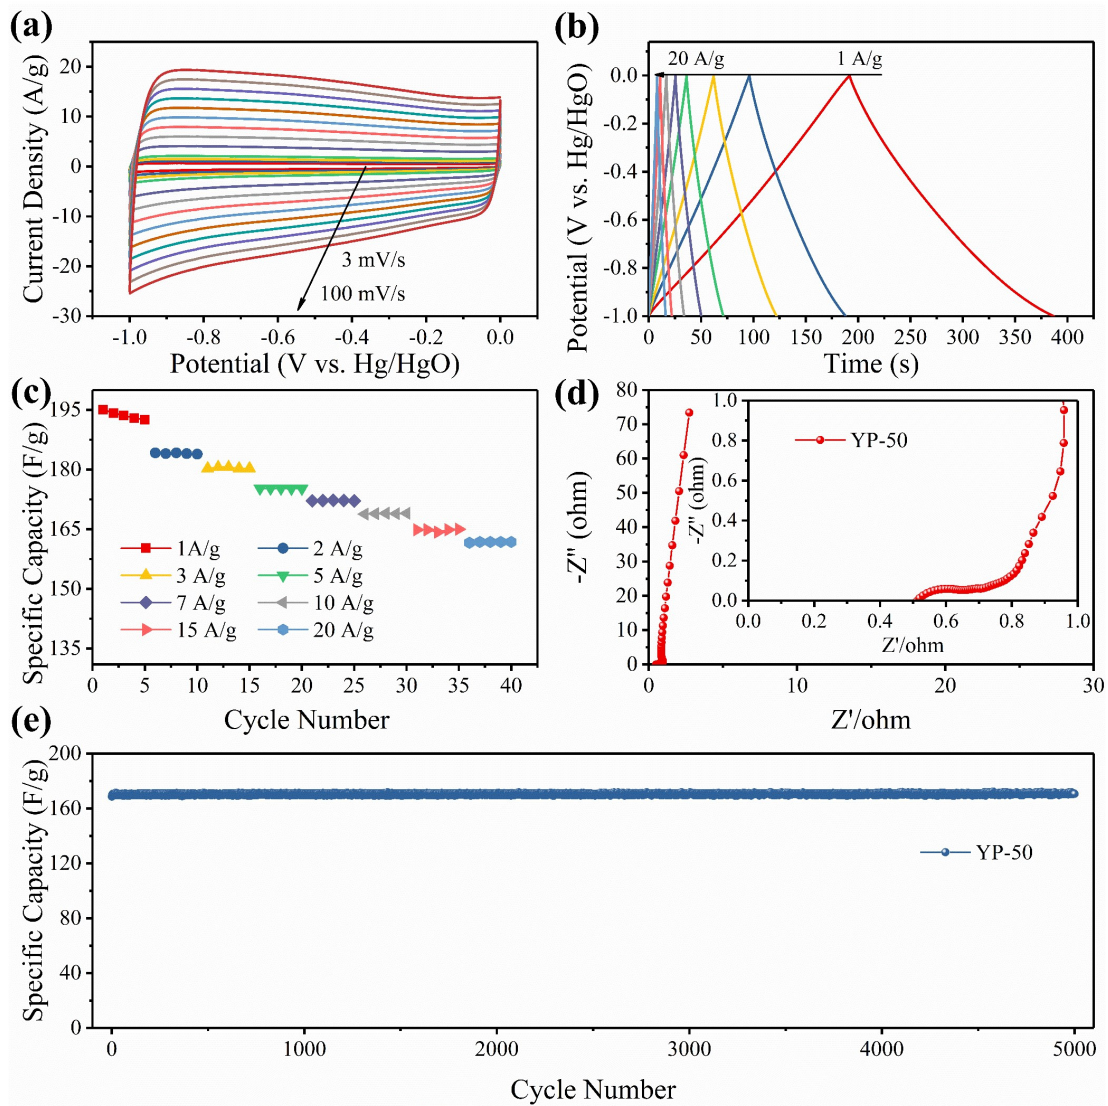 (a)
Current Density (A/g)
20
10
0
-10
-20
-30
3 mV/s
100 mV/s
-1.0 -0.8 -0.6 -0.4 -0.2 0.0
Potential (V vs. Hg/HgO)
(b)
Potential (V vs. Hg/HgO)
20 A/g 1 A/g
0.0
-0.2
-0.4
-0.6
-0.8
-1.0
0 50 100 150 200 250 300 350 400
Time (s)
(c)
Specific Capacity (F/g)
195
180
165
150
135
1A/g 2 A/g
3 A/g 5 A/g
7 A/g 10 A/g
15 A/g 20 A/g
0 5 10 15 20 25 30 35 40
Cycle Number
(d)
-Z" (ohm)
80
70
60
50
40
30
20
10
0
0 10 20 30
Z'/ohm
YP-50
-Z" (ohm)
1.0
0.8
0.6
0.4
0.2
0.0
0.0 0.2 0.4 0.6 0.8 1.0
Z'/ohm
(e)
Specific Capacity (F/g)
200
160
120
80
40
0
YP-50
0 1000 2000 3000 4000 5000
Cycle Number